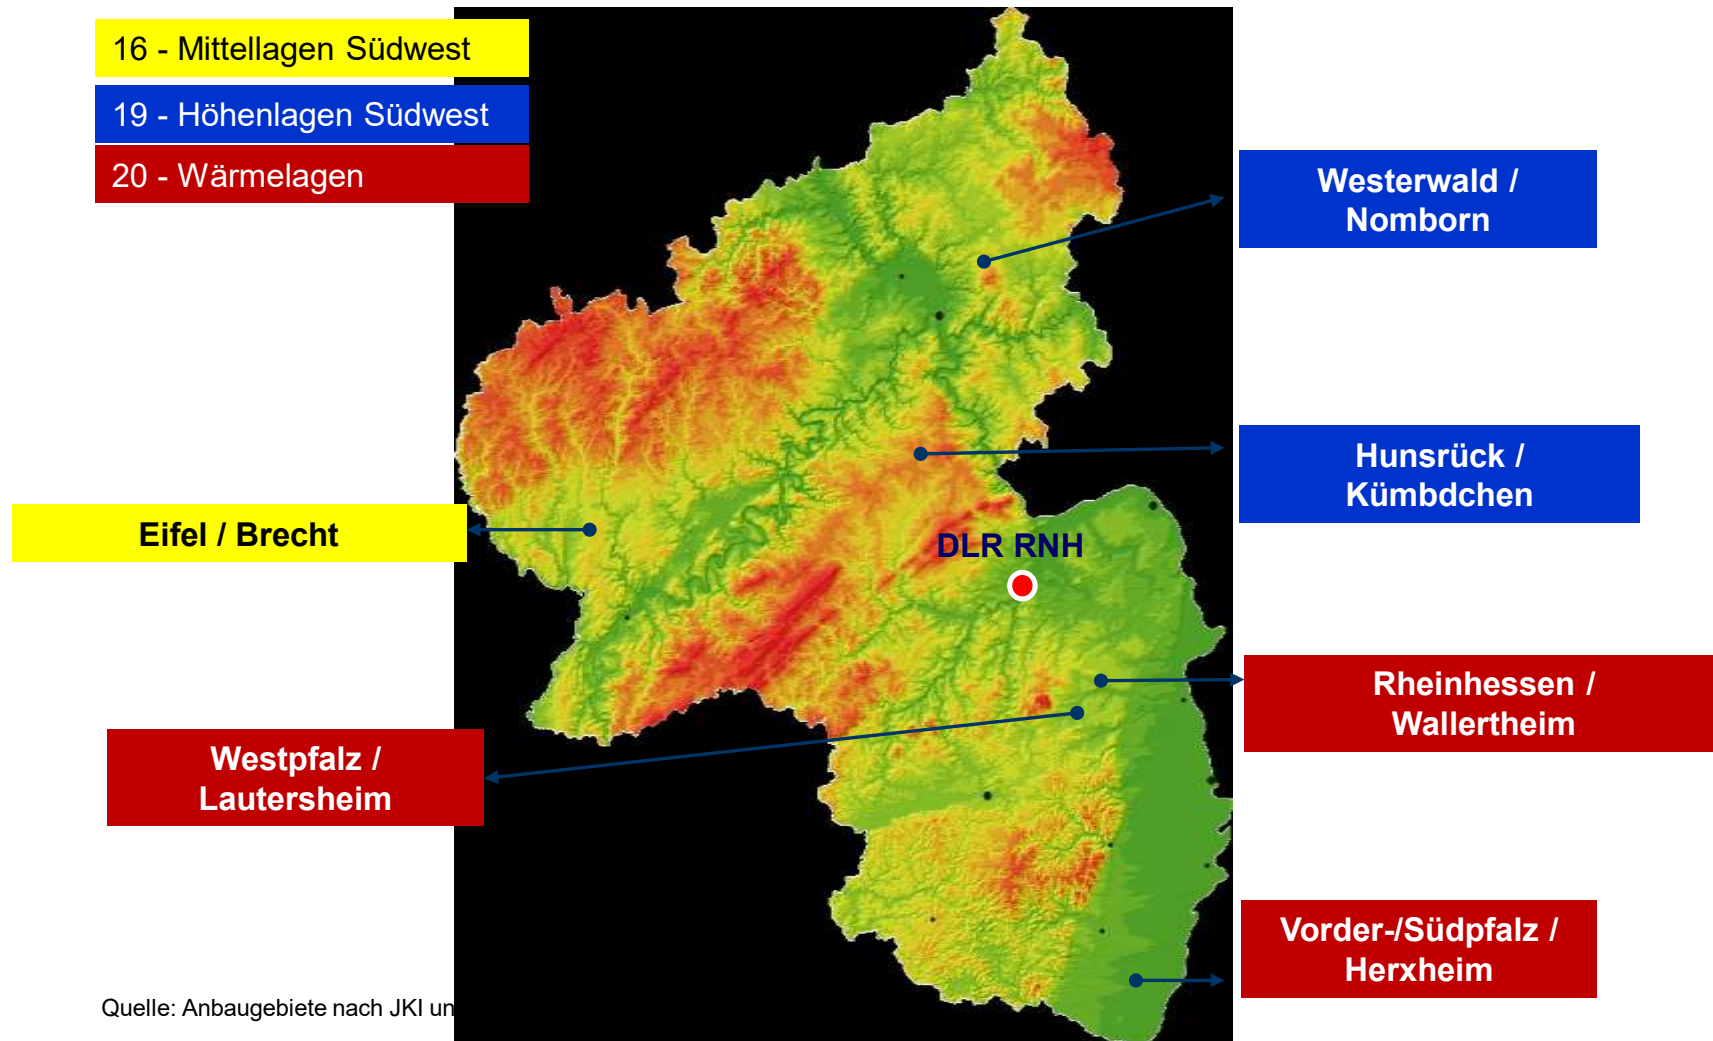 16 - Mittellagen Südwest
19 - Höhenlagen Südwest
20 - Wärmelagen
Westerwald /
Nomborn
Hunsrück /
Kümbdchen
Eifel / Brecht
DLR RNH
Rheinhessen /
Wallertheim
Westpfalz /
Lautersheim
Vorder-/Südpfalz /
Herxheim
Quelle: Anbaugebiete nach JKI un